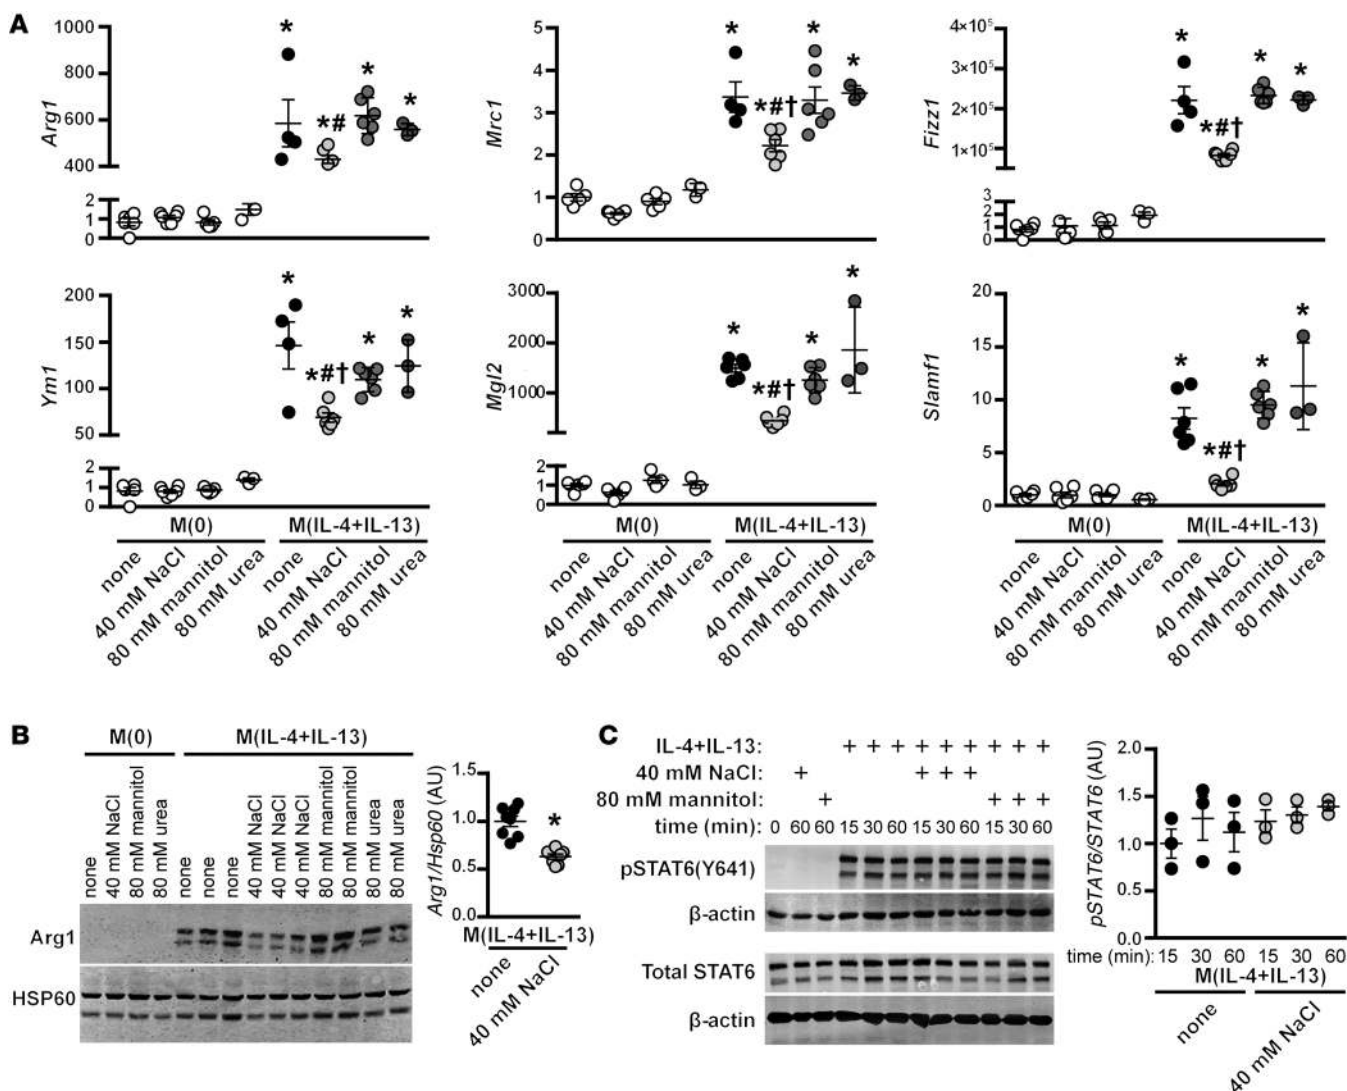 A
Arg1
1000
800
600
400
2
1
0
* * * *
*#
Mrc1
5
4
3
2
1
0
* * *
*#†
Fizz1
4×10⁵
3×10⁵
2×10⁵
1×10⁵
3
2
1
0
* * *
*#†
Ym1
200
150
100
50
2
1
0
* * *
*#†
Mgl2
3000
2000
1000
2
1
0
* * *
*#†
Slamf1
20
15
10
5
0
* * *
*#†
M(0) M(IL-4+IL-13)
none 40 mM NaCl 80 mM mannitol 80 mM urea none 40 mM NaCl 80 mM mannitol 80 mM urea
M(0) M(IL-4+IL-13)
none 40 mM NaCl 80 mM mannitol 80 mM urea none 40 mM NaCl 80 mM mannitol 80 mM urea
M(0) M(IL-4+IL-13)
none 40 mM NaCl 80 mM mannitol 80 mM urea none 40 mM NaCl 80 mM mannitol 80 mM urea
B
M(0) M(IL-4+IL-13)
none 40 mM NaCl 80 mM mannitol 80 mM urea none none none 40 mM NaCl 40 mM NaCl 40 mM NaCl 80 mM mannitol 80 mM mannitol 80 mM urea 80 mM urea
Arg1
HSP60
Arg1/Hsp60 (AU)
1.5
1.0
0.5
0.0
*
M(IL-4+IL-13)
none
40 mM NaCl
C
IL-4+IL-13: + + + + + + + + +
40 mM NaCl: + + + +
80 mM mannitol: + + + +
time (min): 0 60 60 15 30 60 15 30 60 15 30 60
pSTAT6(Y641)
β-actin
Total STAT6
β-actin
pSTAT6/STAT6 (AU)
2.0
1.5
1.0
0.5
0.0
time (min): 15 30 60 15 30 60
M(IL-4+IL-13)
none
40 mM NaCl